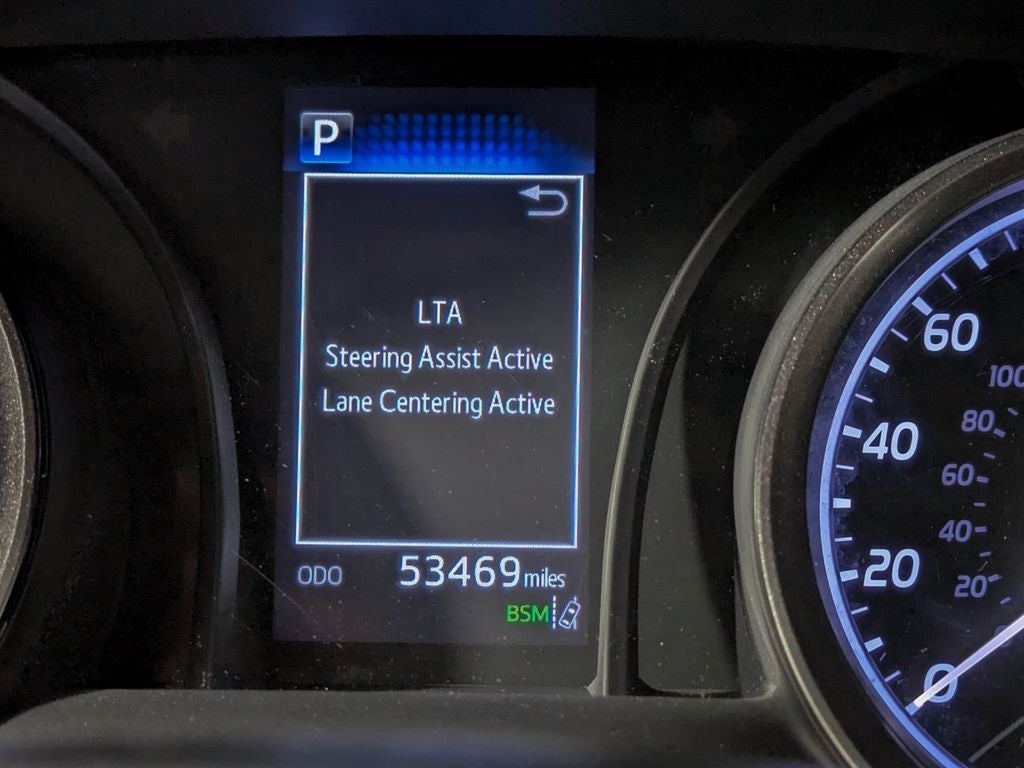 P
LTA
Steering Assist Active
Lane Centering Active
ODO 53469 miles
BSM
60
40
20
0
100
80
60
40
20